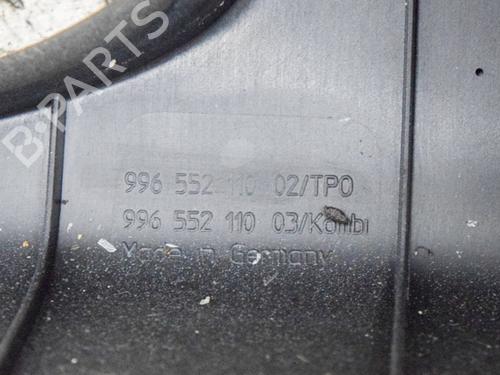 B-PARTS
996 552 110 02/TPO
996 552 110 03/Kombi
Made in Germany